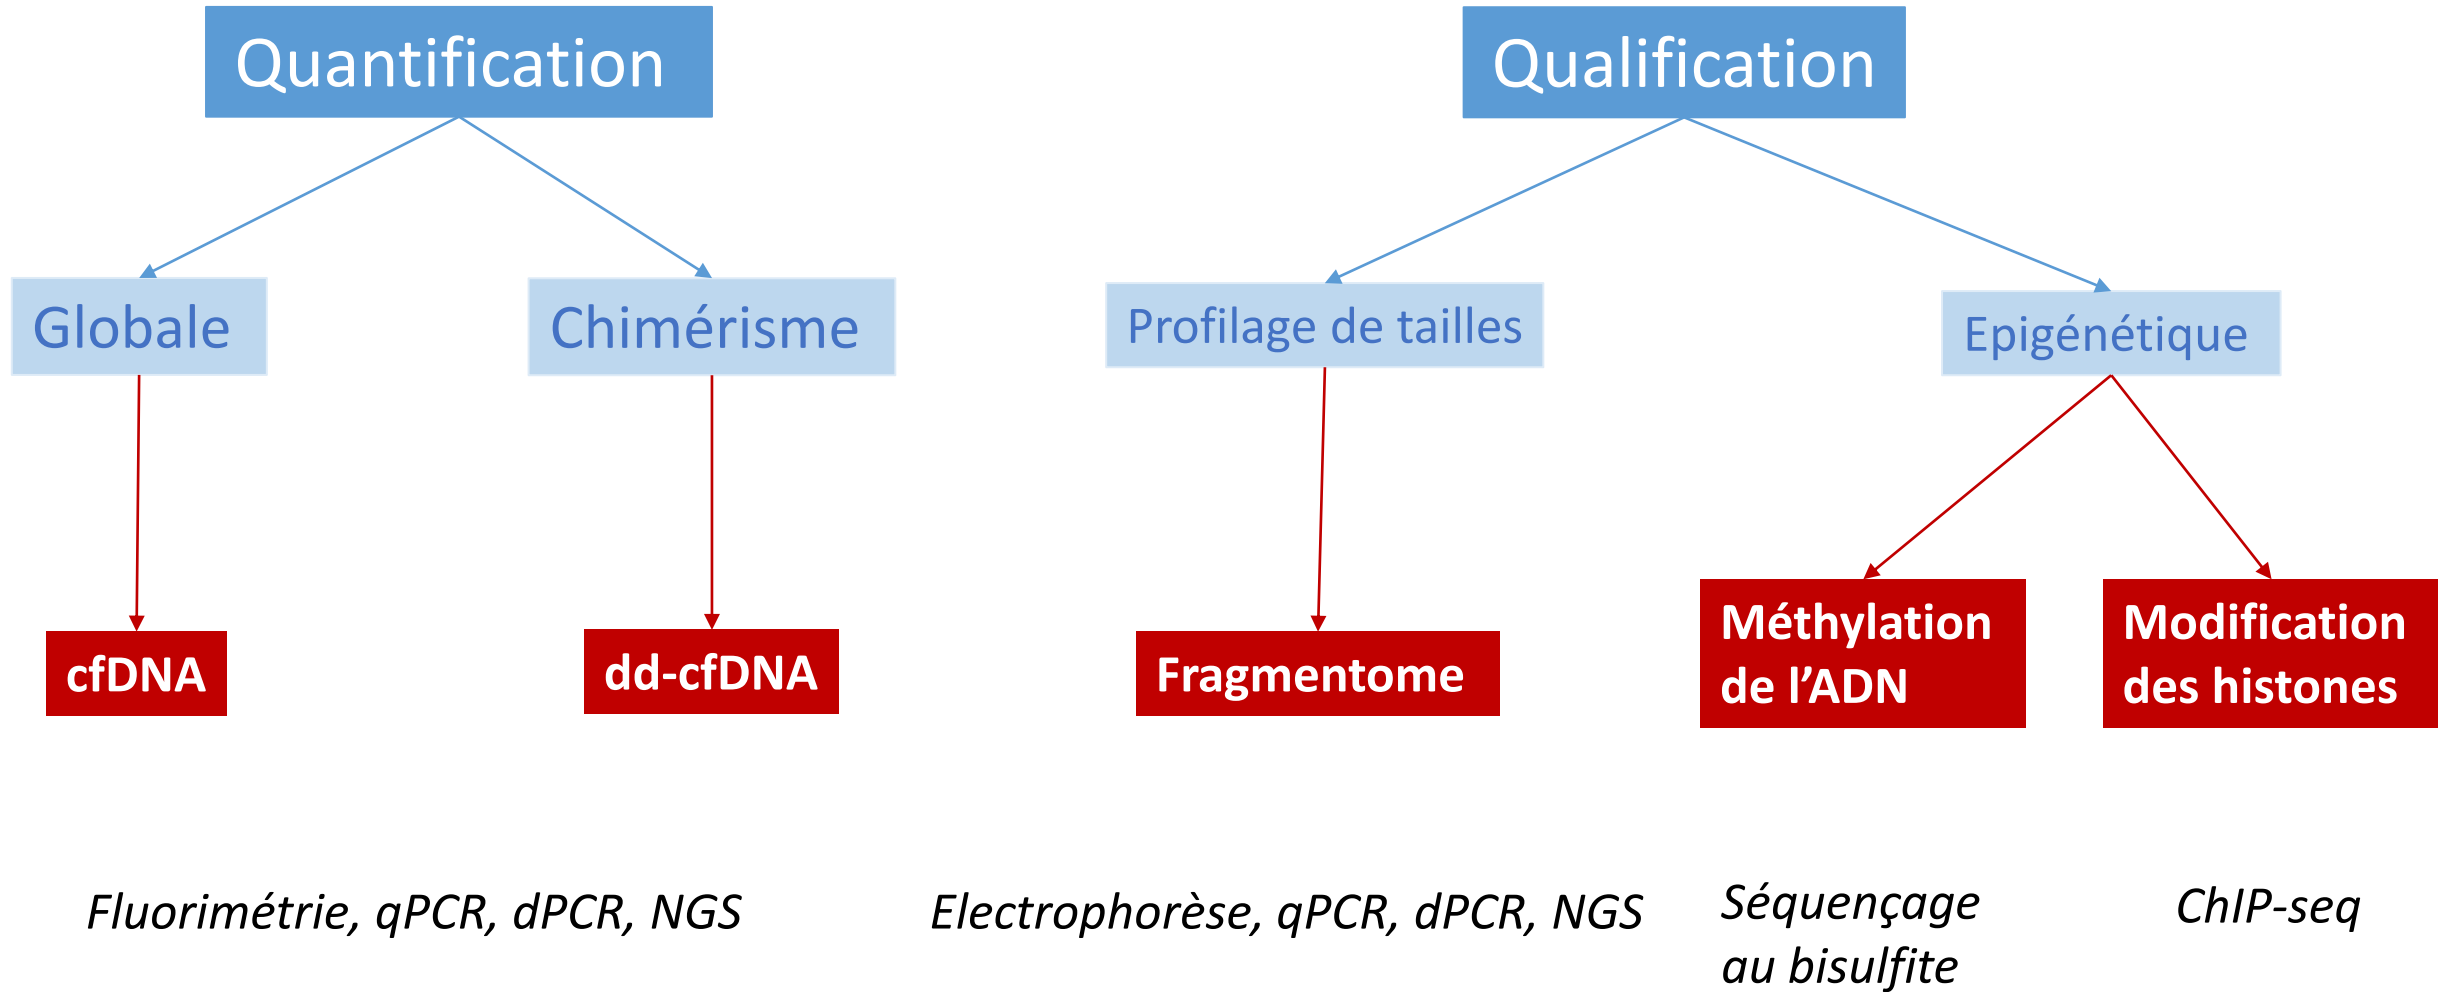 Quantification
Qualification
Globale
Chimérisme
Profilage de tailles
Epigénétique
cfDNA
dd-cfDNA
Fragmentome
Méthylation
de l’ADN
Modification
des histones
Fluorimétrie, qPCR, dPCR, NGS
Electrophorèse, qPCR, dPCR, NGS
Séquençage
au bisulfite
ChIP-seq